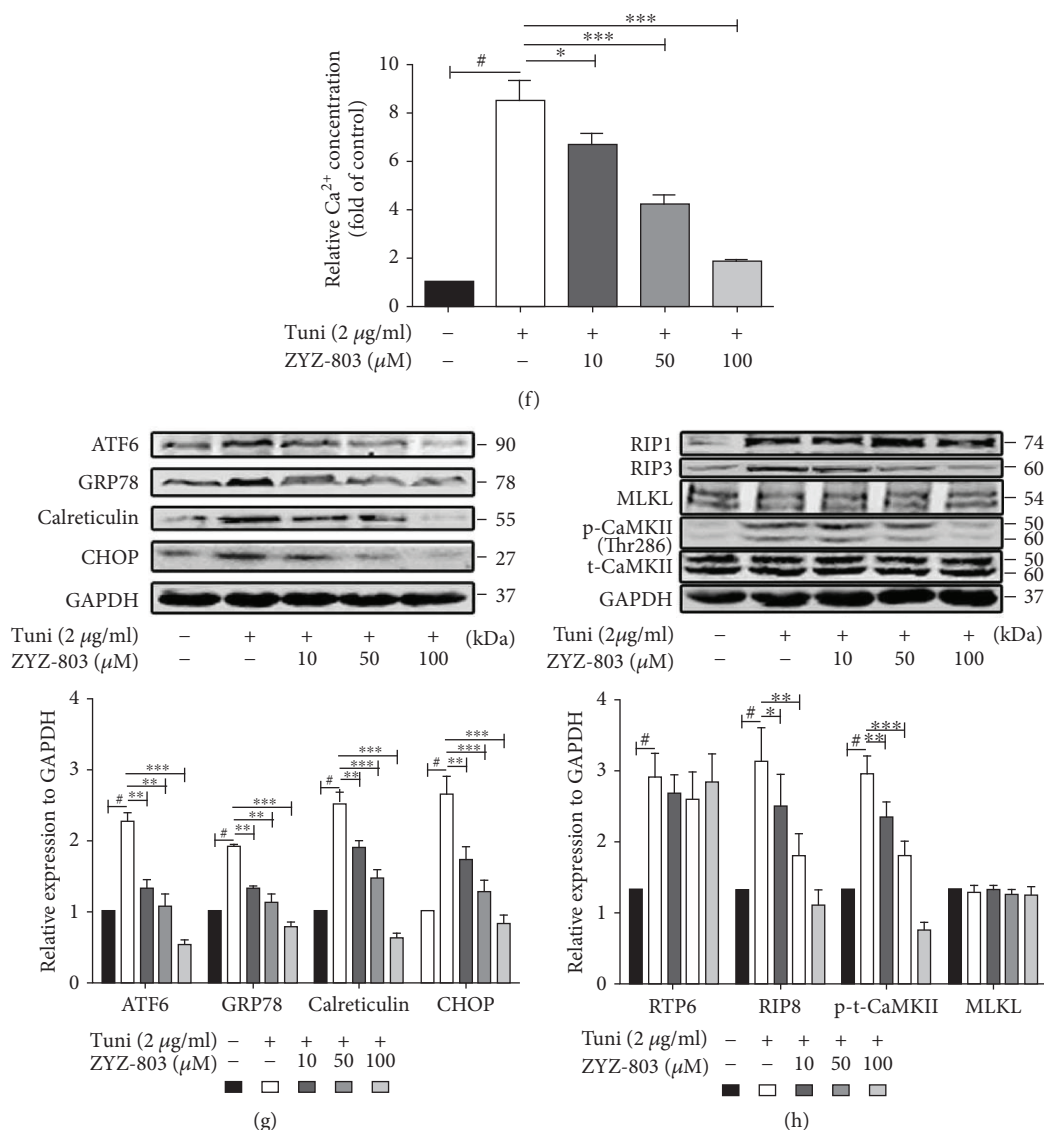 ***
***
*
#
Relative Ca²⁺ concentration
(fold of control)
10
8
6
4
2
0
Tuni (2 μg/ml) – + + + +
ZYZ-803 (μM) – – 10 50 100
(f)
ATF6 90
GRP78 78
Calreticulin 55
CHOP 27
GAPDH 37
Tuni (2 μg/ml) – + + + + (kDa)
ZYZ-803 (μM) – – 10 50 100
RIP1 74
RIP3 60
MLKL 54
p-CaMKII 50
(Thr286) 60
t-CaMKII 50
60
GAPDH 37
Tuni (2μg/ml) – + + + + (kDa)
ZYZ-803 (μM) – – 10 50 100
Relative expression to GAPDH
4
3
2
1
0
# ** ** ***
# ** ** ***
# ** *** ***
# ** *** ***
ATF6 GRP78 Calreticulin CHOP
Tuni (2 μg/ml) – + + + +
ZYZ-803 (μM) – – 10 50 100
(g)
Relative expression to GAPDH
4
3
2
1
0
#
# * **
# ** ***
RTP6 RIP8 p-t-CaMKII MLKL
Tuni (2 μg/ml) – + + + +
ZYZ-803 (μM) – – 10 50 100
(h)